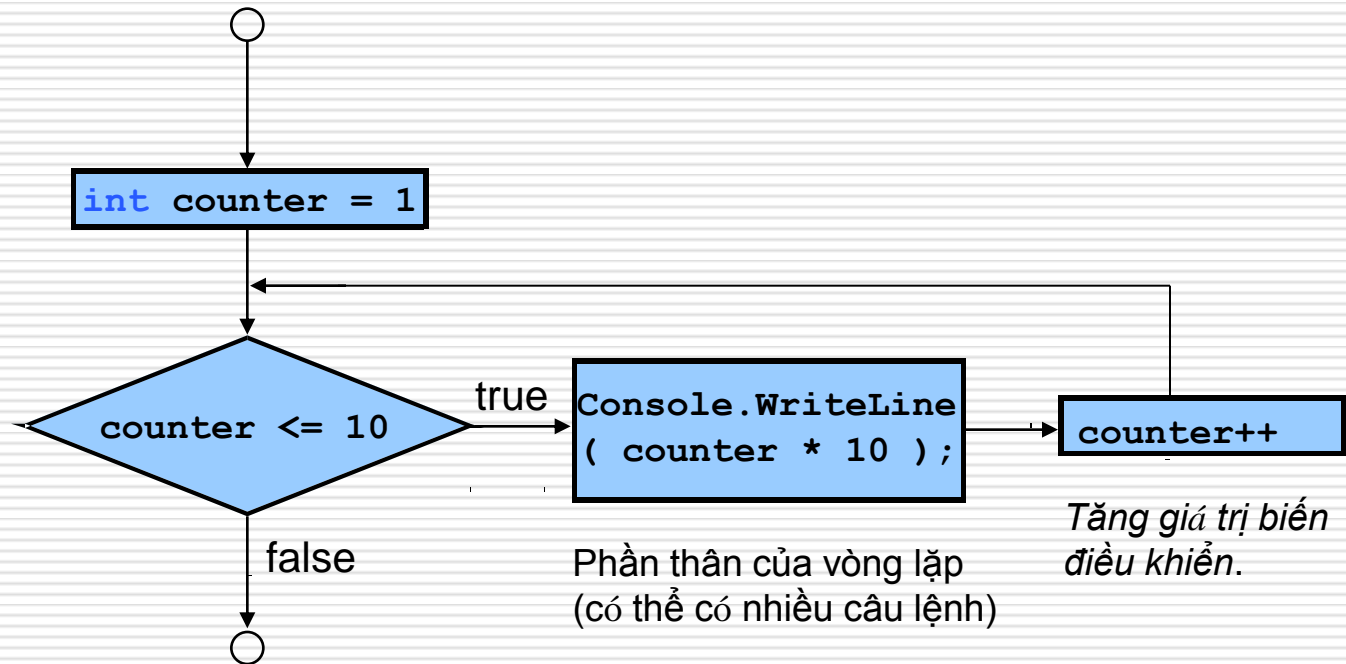 int counter = 1
counter <= 10
true
Console.WriteLine
( counter * 10 );
counter++
Tăng giá trị biến
điều khiển.
false
Phần thân của vòng lặp
(có thể có nhiều câu lệnh)